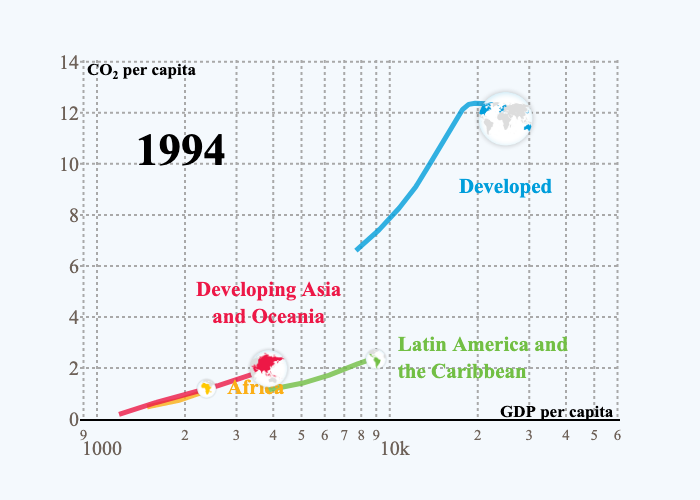 14
CO₂ per capita
12
1994
10
Developed
8
6
Developing Asia
and Oceania
4
Latin America and
the Caribbean
2
Africa
GDP per capita
0
9 2 3 4 5 6 7 8 9 2 3 4 5 6
1000 10k